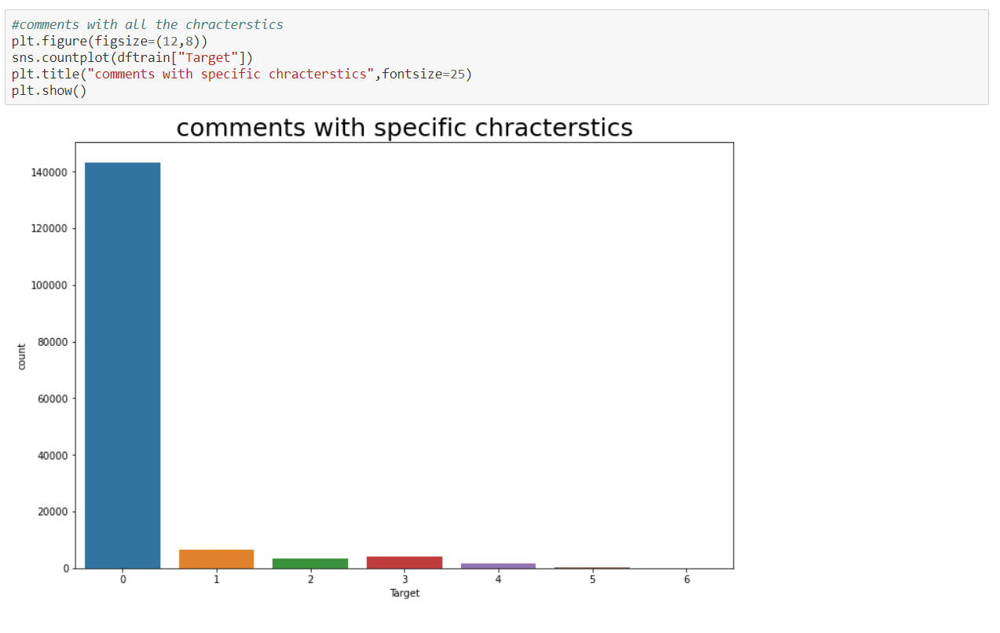 #comments with all the chracterstics
plt.figure(figsize=(12,8))
sns.countplot(dftrain["Target"])
plt.title("comments with specific chracterstics",fontsize=25)
plt.show()
comments with specific chracterstics
140000
120000
100000
80000
60000
40000
20000
0
count
0 1 2 3 4 5 6
Target